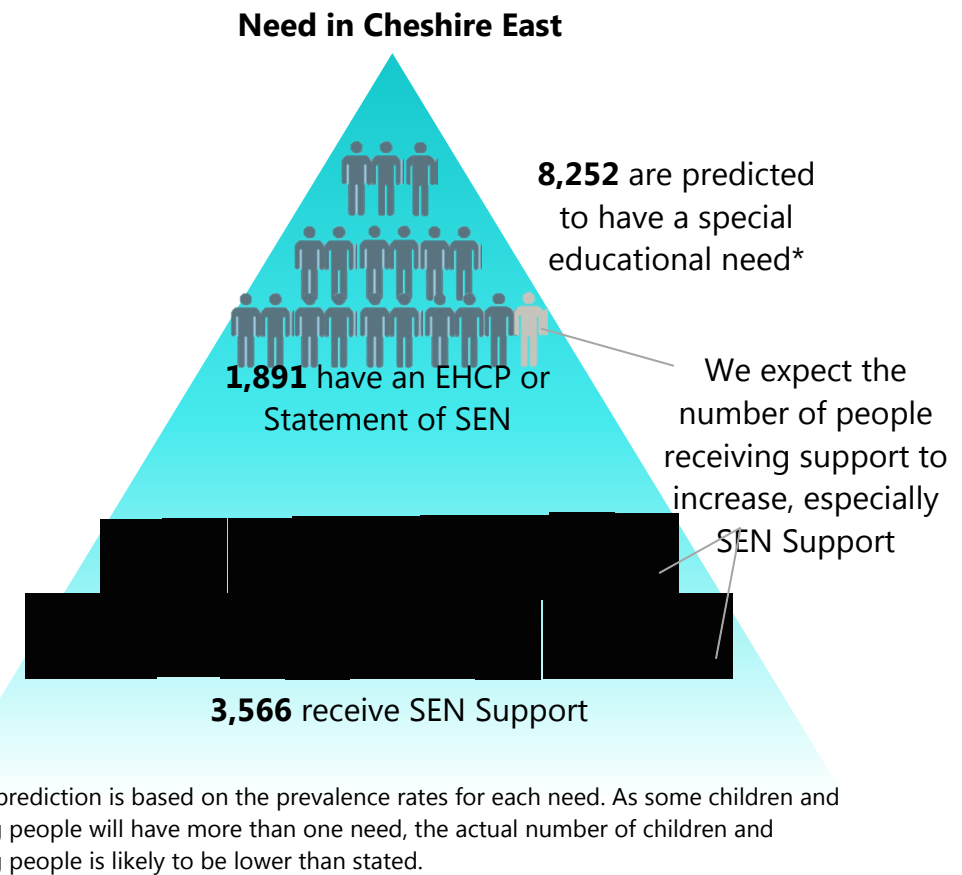 Need in Cheshire East
8,252 are predicted
to have a special
educational need*
1,891 have an EHCP or
Statement of SEN
We expect the
number of people
receiving support to
increase, especially
SEN Support
3,566 receive SEN Support
prediction is based on the prevalence rates for each need. As some children and
people will have more than one need, the actual number of children and
people is likely to be lower than stated.